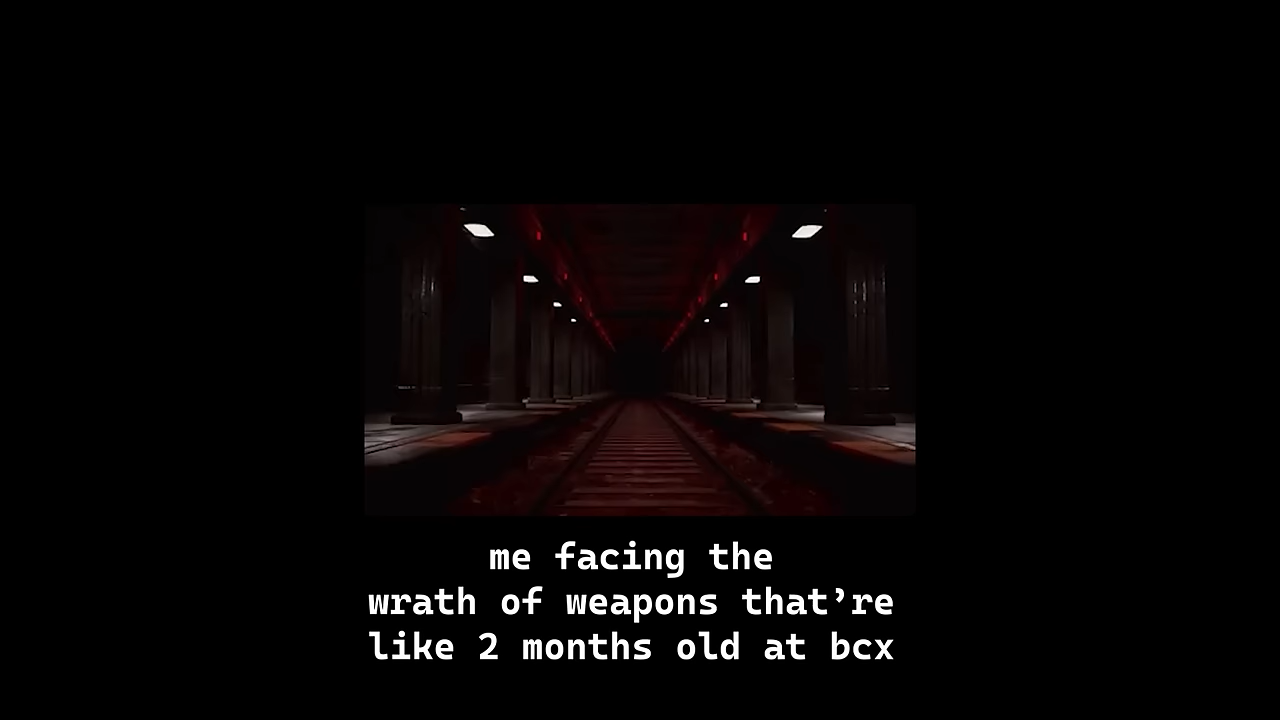 me facing the
wrath of weapons that’re
like 2 months old at bcx